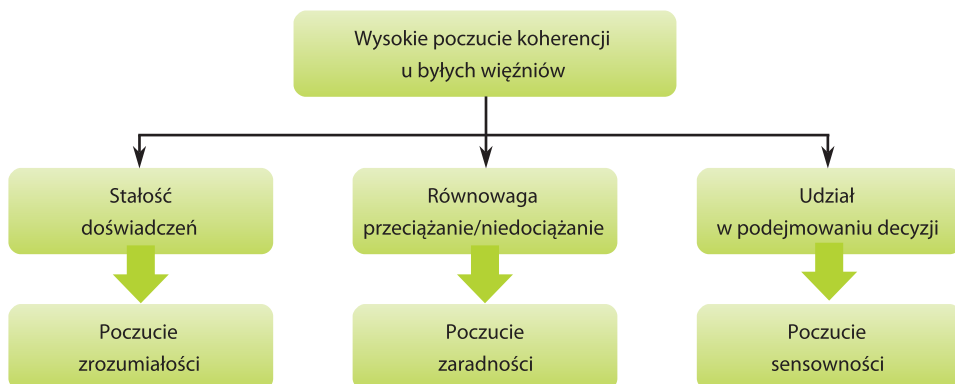 Wysokie poczucie koherencji
u byłych więźniów
Stałość
doświadczeń
Równowaga
przeciążanie/niedociążanie
Udział
w podejmowaniu decyzji
Poczucie
zrozumiałości
Poczucie
zaradności
Poczucie
sensowności